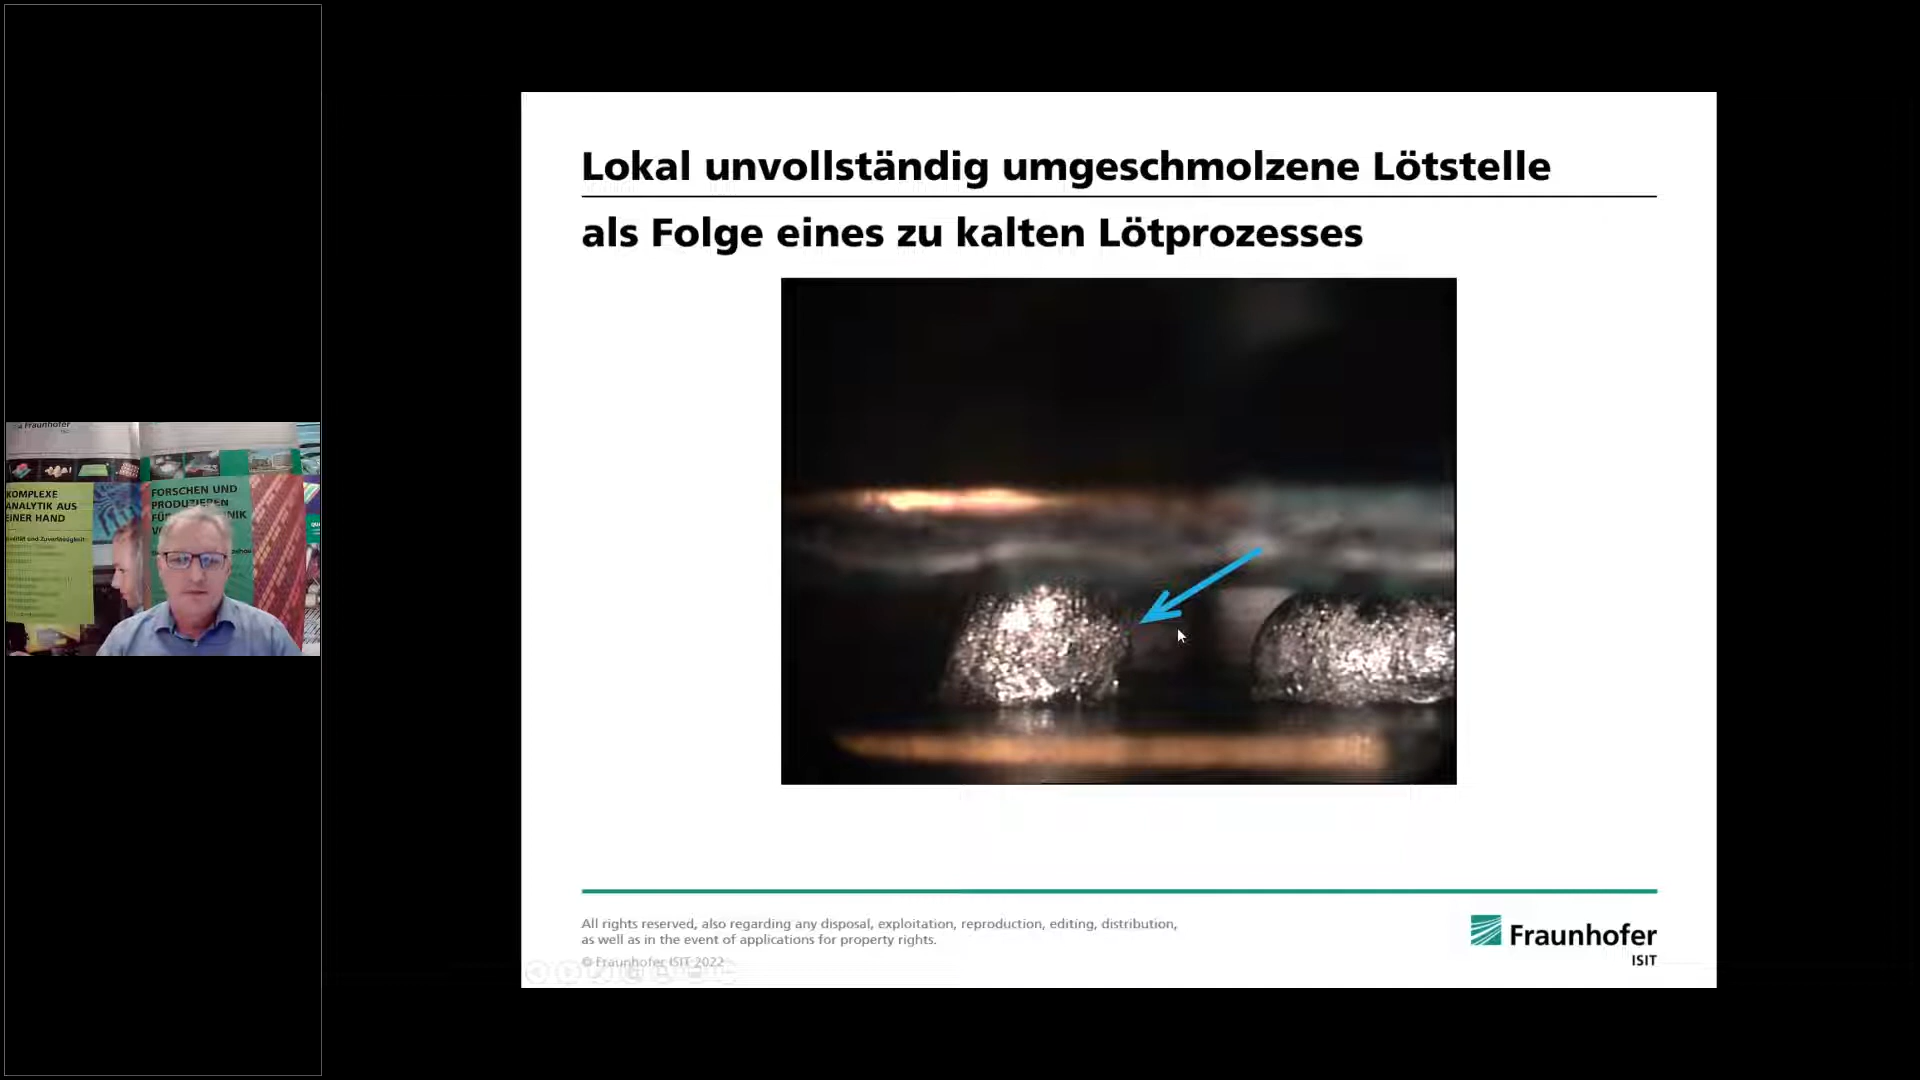 Fraunhofer
KOMPLEXE
ANALYTIK AUS
EINER HAND
FORSCHEN UND
PRODUZIEREN
Lokal unvollständig umgeschmolzene Lötstelle
als Folge eines zu kalten Lötprozesses
All rights reserved, also regarding any disposal, exploitation, reproduction, editing, distribution,
as well as in the event of applications for property rights.
© Fraunhofer ISIT 2022
Fraunhofer
ISIT